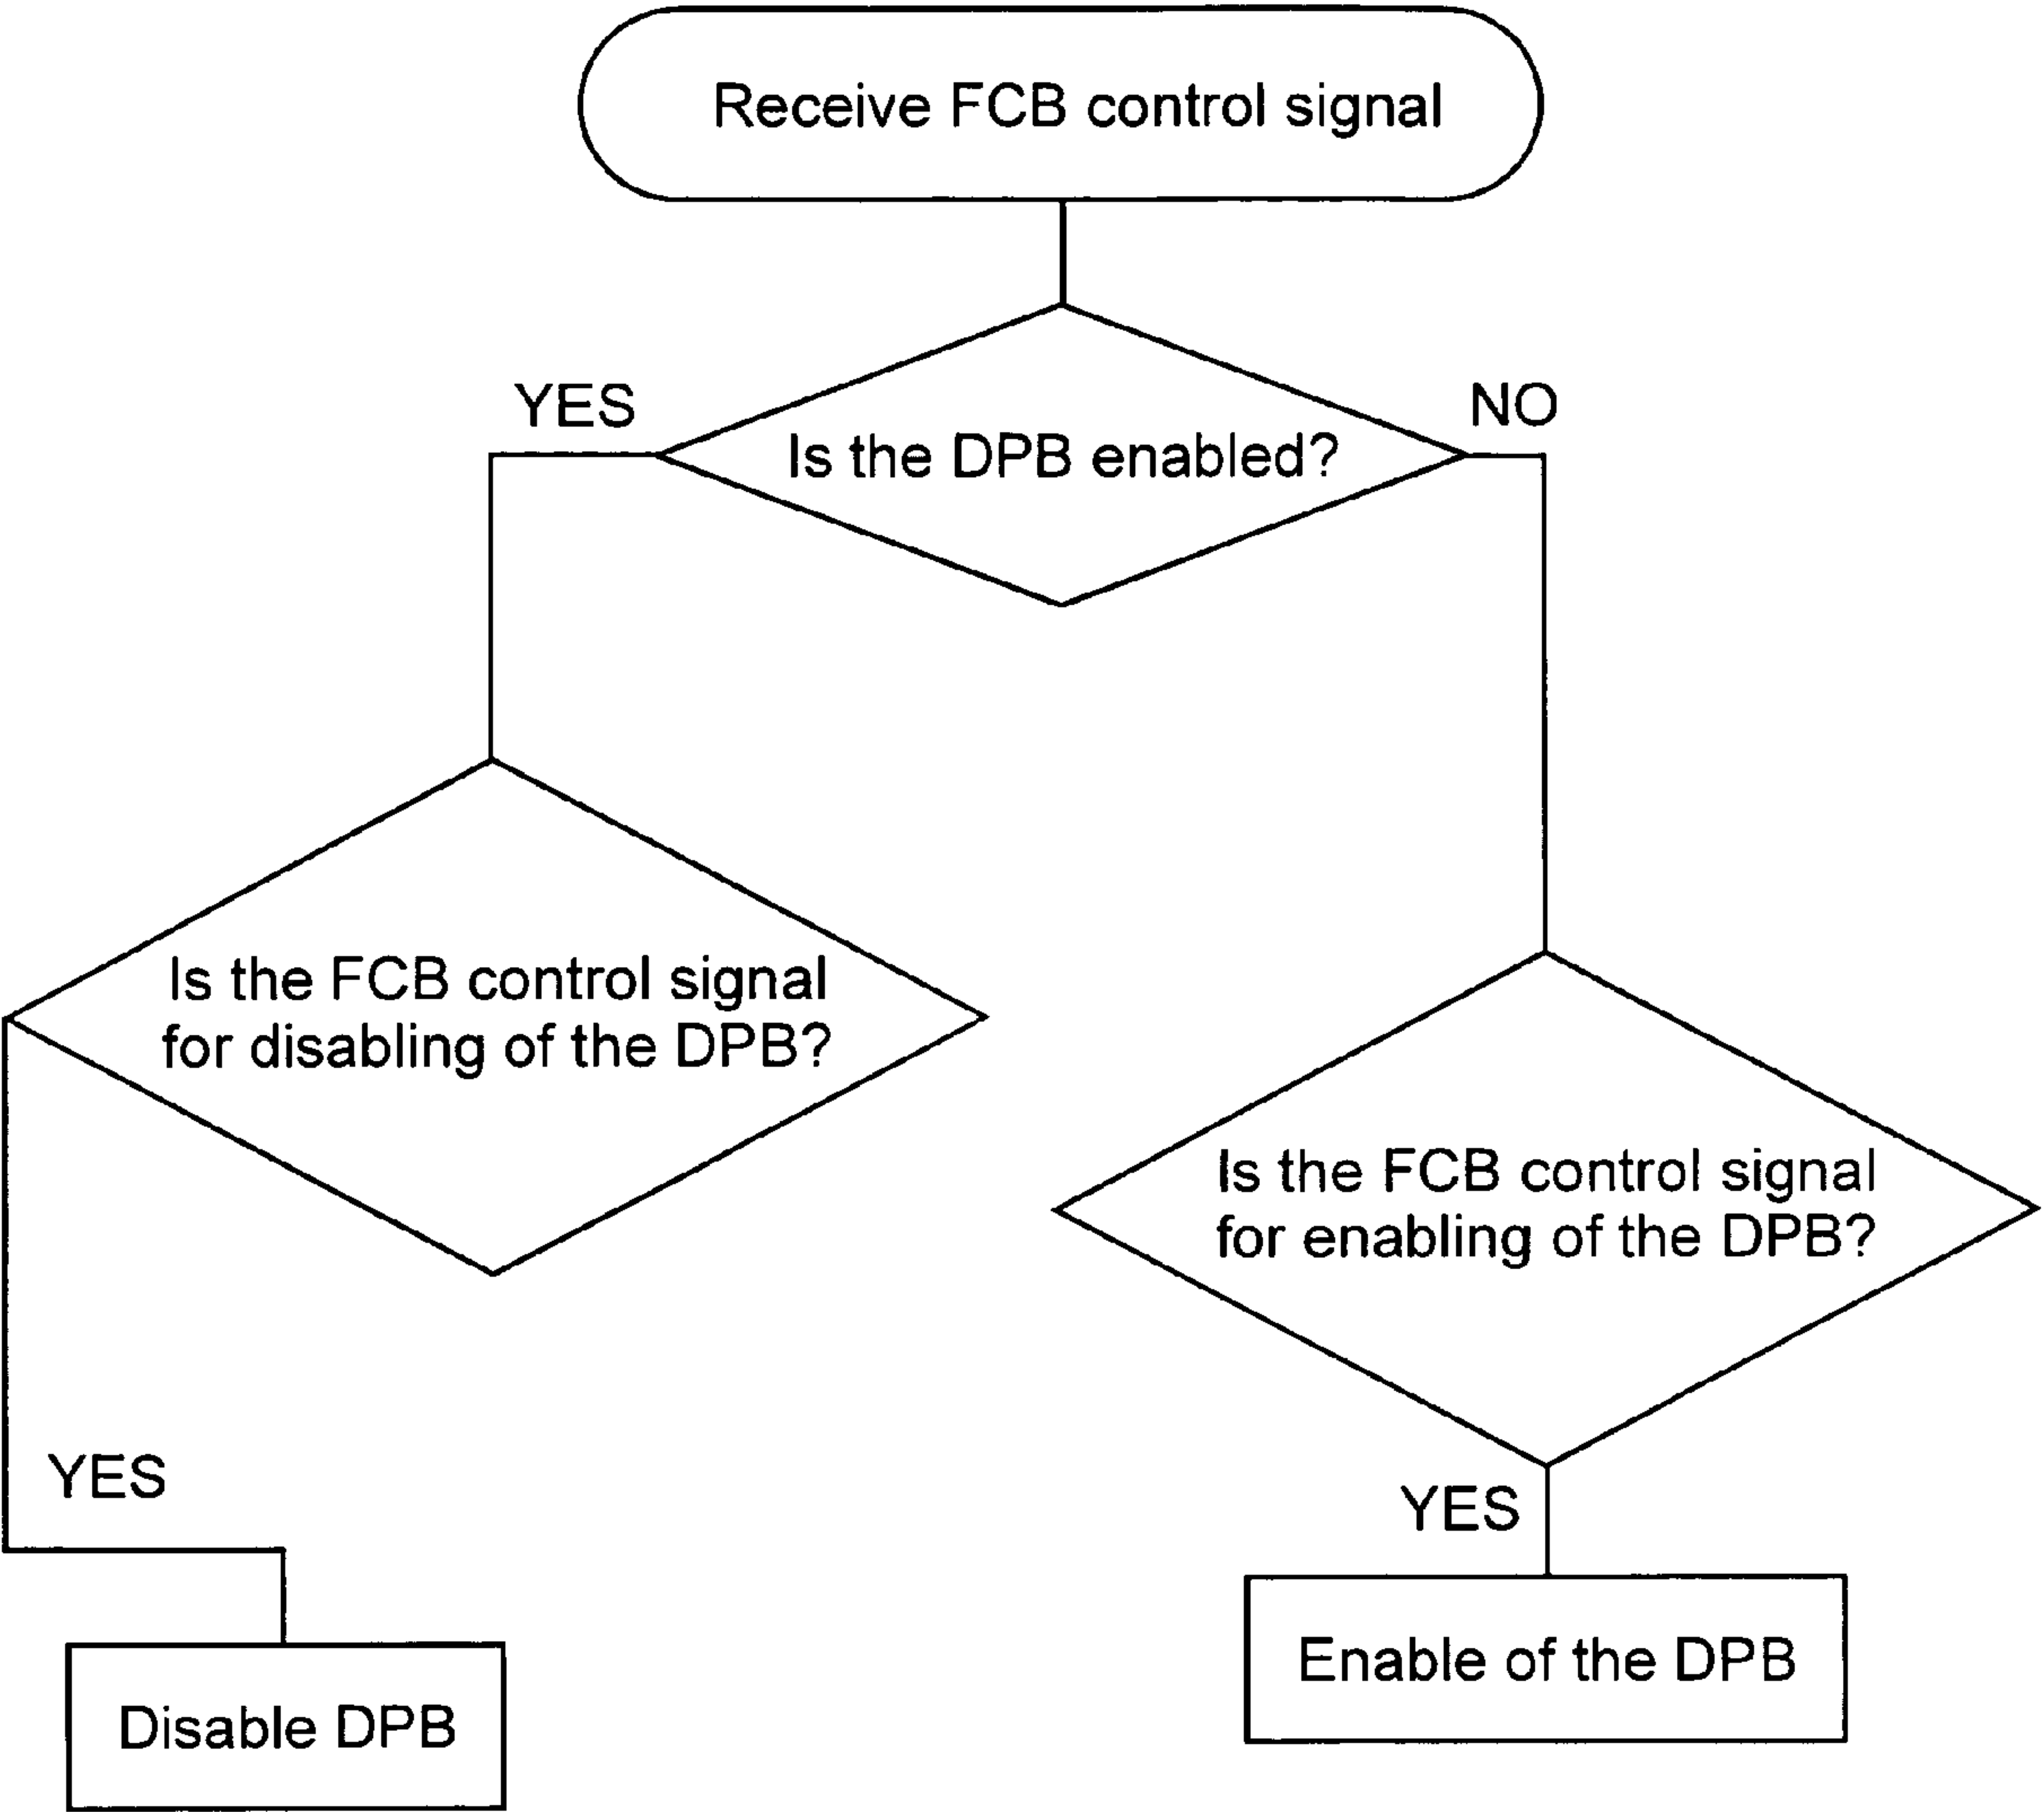 Receive FCB control signal
YES
NO
Is the DPB enabled?
Is the FCB control signal
for disabling of the DPB?
Is the FCB control signal
for enabling of the DPB?
YES
YES
Enable of the DPB
Disable DPB